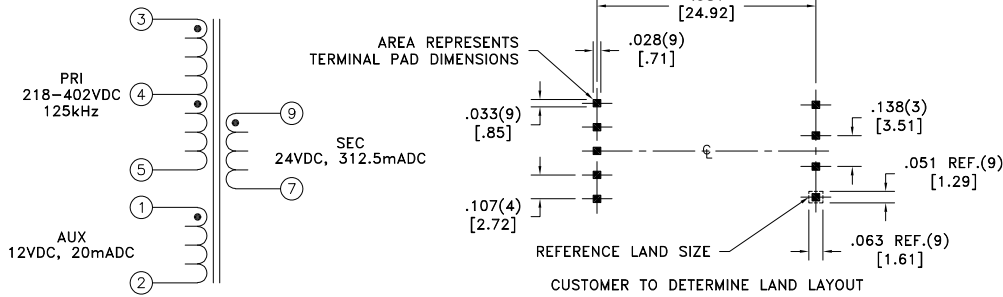 3
PRI
218-402VDC
125kHz
4
5
1
AUX
12VDC, 20mADC
2
9
SEC
24VDC, 312.5mADC
7
[24.92]
AREA REPRESENTS
TERMINAL PAD DIMENSIONS
.028(9)
[.71]
.033(9)
[.85]
.138(3)
[3.51]
℄
.051 REF.(9)
[1.29]
.107(4)
[2.72]
REFERENCE LAND SIZE
.063 REF.(9)
[1.61]
CUSTOMER TO DETERMINE LAND LAYOUT